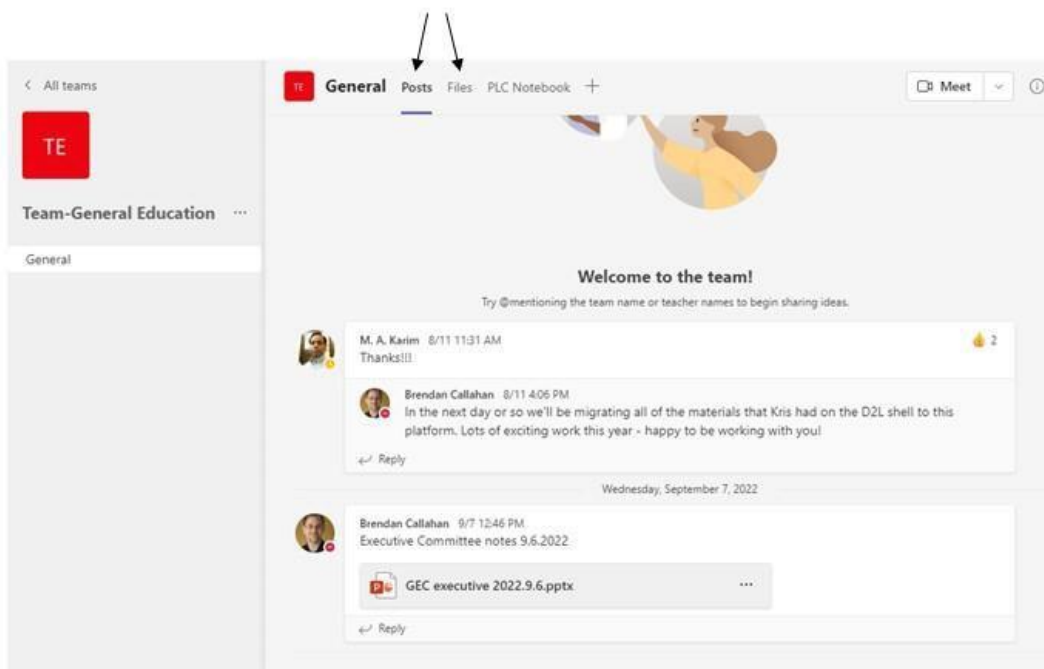 All teams
TE
Team-General Education ...
General
TE General Posts Files PLC Notebook +
Meet
Welcome to the team!
Try @mentioning the team name or teacher names to begin sharing ideas.
M. A. Karim 8/11 11:31 AM
2
Thanks!!!
Brendan Callahan 8/11 4:06 PM
In the next day or so we'll be migrating all of the materials that Kris had on the D2L shell to this
platform. Lots of exciting work this year - happy to be working with you!
Reply
Wednesday, September 7, 2022
Brendan Callahan 9/7 12:46 PM
Executive Committee notes 9.6.2022
GEC executive 2022.9.6.pptx ...
Reply